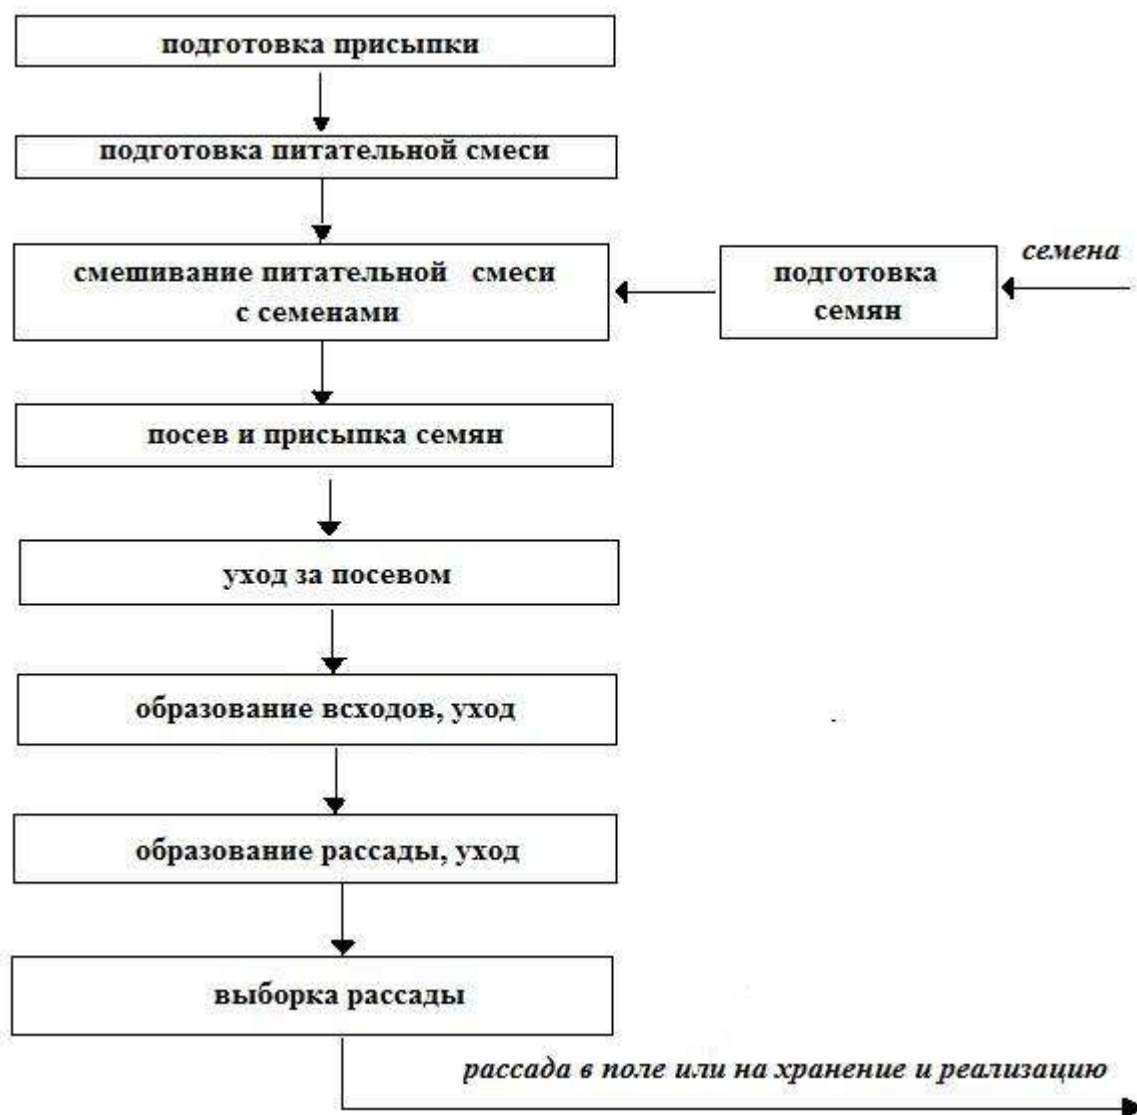 подготовка присыпки
подготовка питательной смеси
смешивание питательной смеси
с семенами
подготовка
семян
семена
посев и присыпка семян
уход за посевом
образование всходов, уход
образование рассады, уход
выборка рассады
рассада в поле или на хранение и реализацию